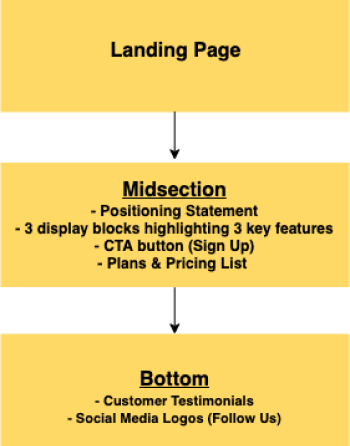 Landing Page
Midsection
- Positioning Statement
- 3 display blocks highlighting 3 key features
- CTA button (Sign Up)
- Plans & Pricing List
Bottom
- Customer Testimonials
- Social Media Logos (Follow Us)